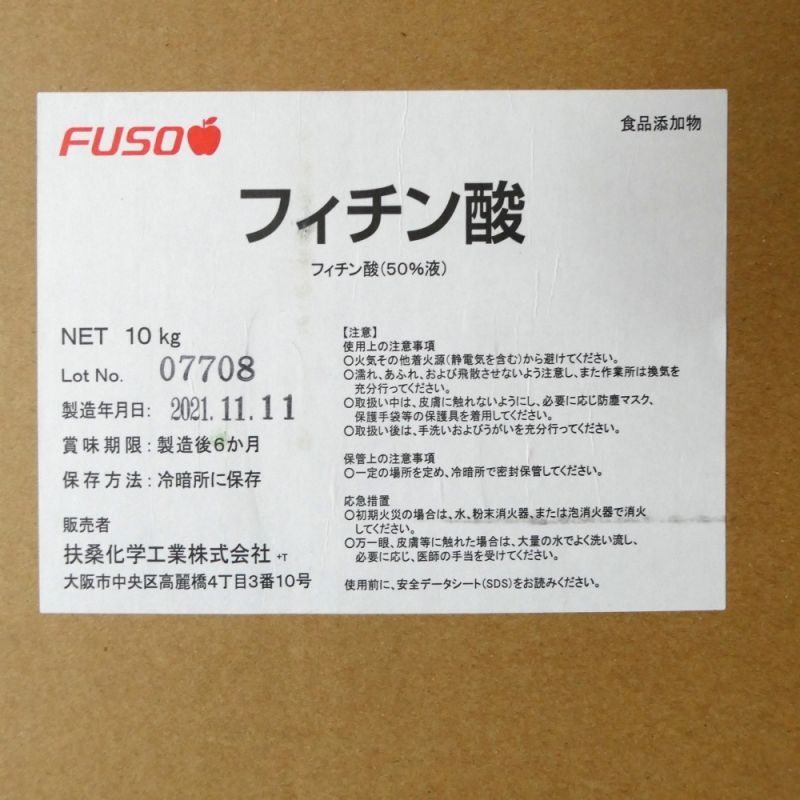 FUSO
食品添加物
フィチン酸
フィチン酸(50%液)
NET 10 kg
Lot No. 07708
製造年月日: 2021.11.11
賞味期限:製造後6か月
保存方法:冷暗所に保存
販売者
扶桑化学工業株式会社 +T
大阪市中央区高麗橋4丁目3番10号
【注意】
使用上の注意事項
○火気その他着火源(静電気を含む)から避けてください。
○濡れ、あふれ、および飛散させないよう注意し、また作業所は換気を
充分行ってください。
○取扱い中は、皮膚に触れないようにし、必要に応じ防塵マスク、
保護手袋等の保護具を着用してください。
○取扱い後は、手洗いおよびうがいを充分行ってください。
保管上の注意事項
○一定の場所を定め、冷暗所で密封保管してください。
応急措置
○初期火災の場合は、水、粉末消火器、または泡消火器で消火
してください。
○万一眼、皮膚等に触れた場合は、大量の水でよく洗い流し、
必要に応じ、医師の手当を受けてください。
使用前に、安全データシート(SDS)をお読みください。